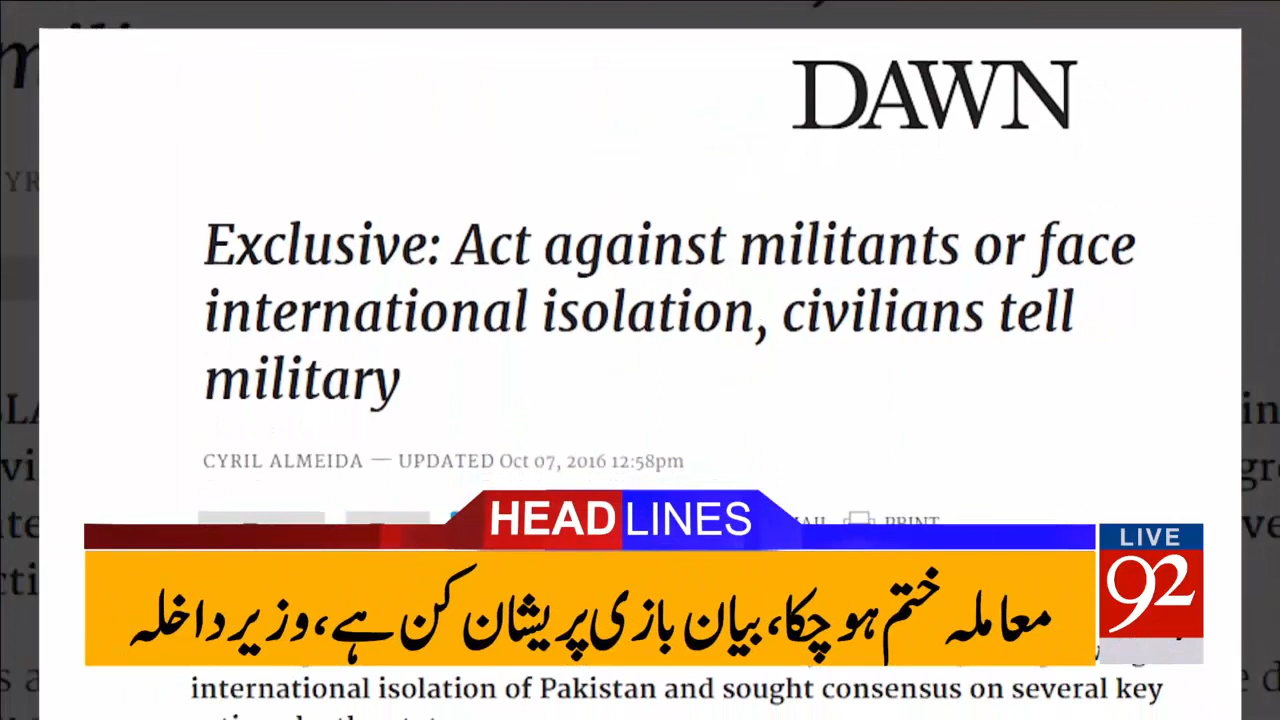 DAWN
Exclusive: Act against militants or face
international isolation, civilians tell
military
CYRIL ALMEIDA — UPDATED Oct 07, 2016 12:58pm
PRINT
HEADLINES
LIVE
92
معاملہ ختم ہو چکا، بیان بازی پریشان کن ہے، وزیر داخلہ
international isolation of Pakistan and sought consensus on several key